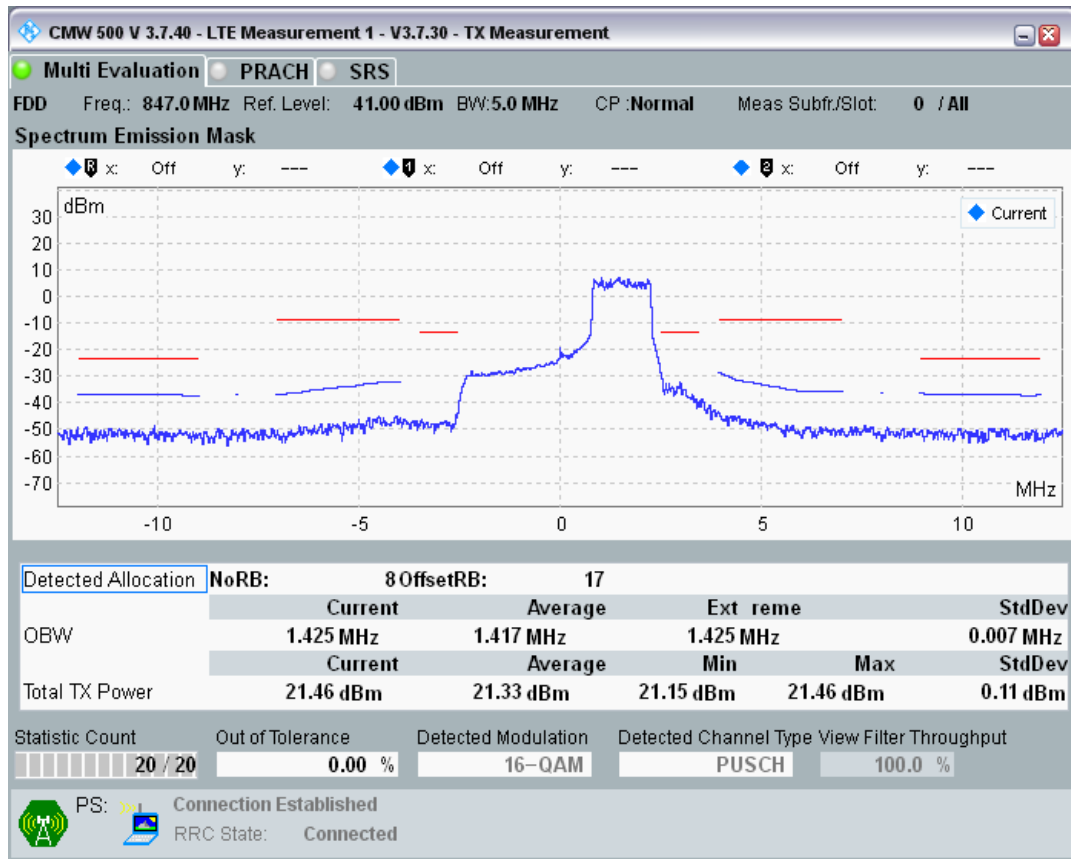 CMW 500 V 3.7.40 - LTE Measurement 1 - V3.7.30 - TX Measurement
Multi Evaluation PRACH SRS
FDD Freq.: 847.0 MHz Ref. Level: 41.00 dBm BW: 5.0 MHz CP : Normal Meas Subfr./Slot: 0 / All
Spectrum Emission Mask
R x: Off y: --- 1 x: Off y: --- 2 x: Off y: ---
dBm
Current
30
20
10
0
-10
-20
-30
-40
-50
-60
-70
MHz
-10 -5 0 5 10
Detected Allocation NoRB: 8 OffsetRB: 17
Current Average Ext reme StdDev
OBW 1.425 MHz 1.417 MHz 1.425 MHz 0.007 MHz
Current Average Min Max StdDev
Total TX Power 21.46 dBm 21.33 dBm 21.15 dBm 21.46 dBm 0.11 dBm
Statistic Count Out of Tolerance Detected Modulation Detected Channel Type View Filter Throughput
20 / 20 0.00 % 16-QAM PUSCH 100.0 %
PS: Connection Established
RRC State: Connected